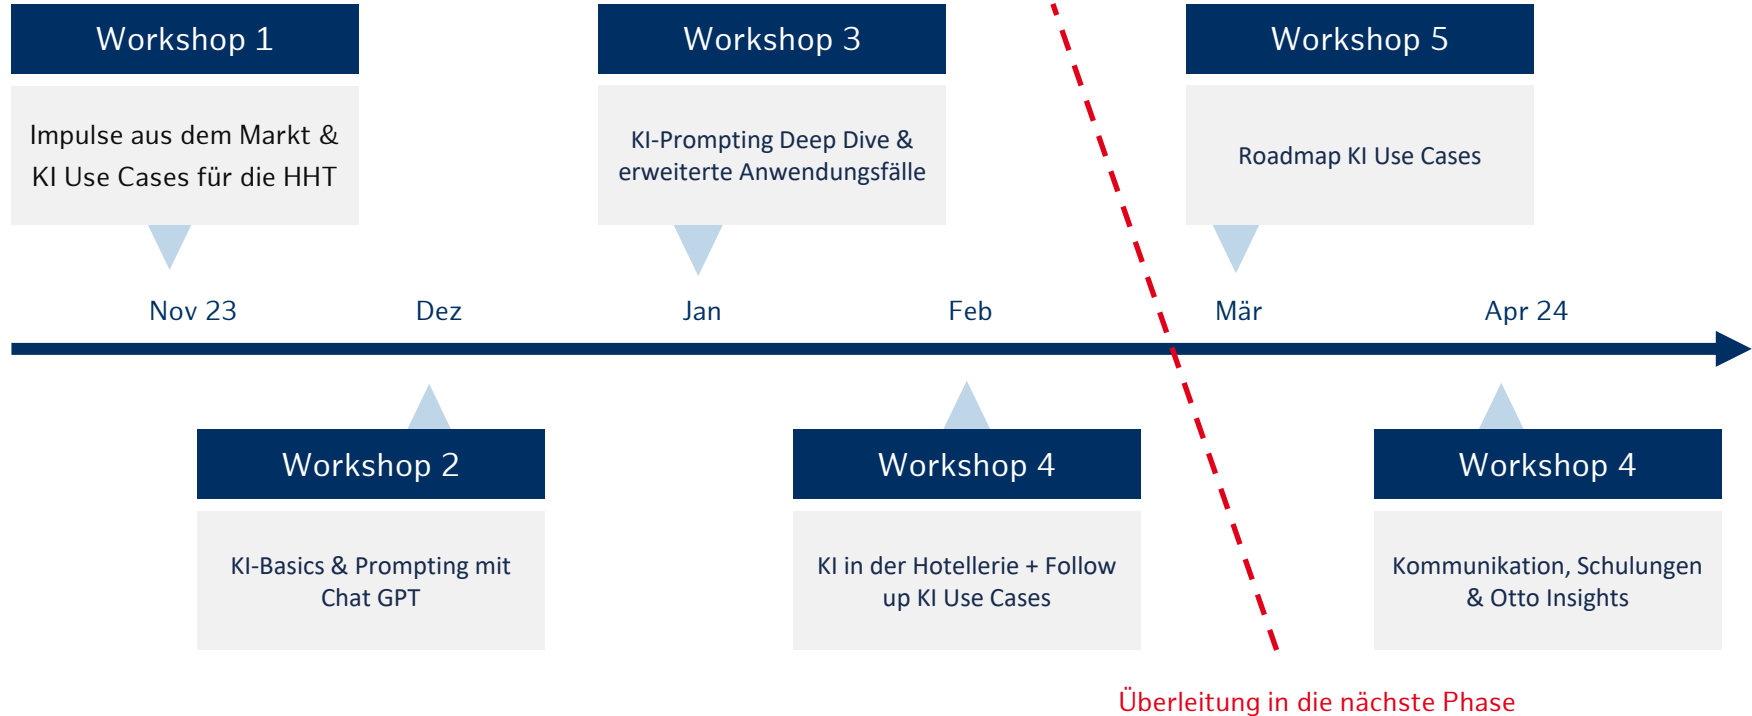 Workshop 1
Impulse aus dem Markt &
KI Use Cases für die HHT
Workshop 3
KI-Prompting Deep Dive &
erweiterte Anwendungsfälle
Workshop 5
Roadmap KI Use Cases
Nov 23
Dez
Jan
Feb
Mär
Apr 24
Workshop 2
KI-Basics & Prompting mit
Chat GPT
Workshop 4
KI in der Hotellerie + Follow
up KI Use Cases
Workshop 4
Kommunikation, Schulungen
& Otto Insights
Überleitung in die nächste Phase